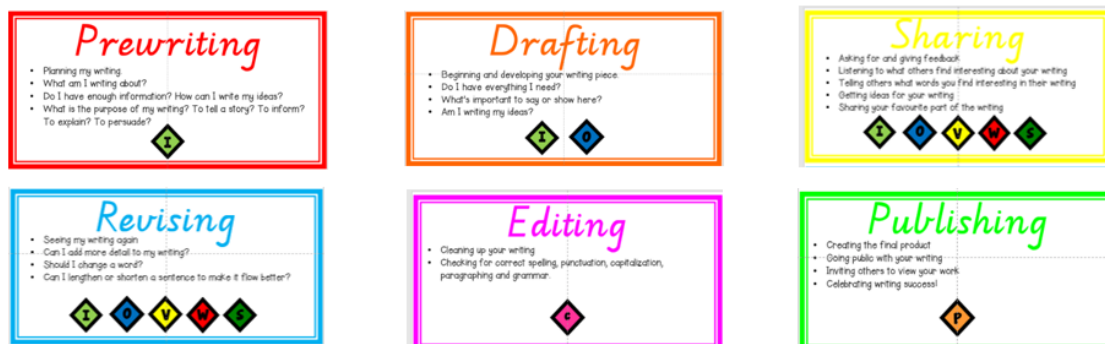 Prewriting
• Planning my writing.
• What am I writing about?
• Do I have enough information? How can I write my ideas?
• What is the purpose of my writing? To tell a story? To inform?
To explain? To persuade?
I
Drafting
• Beginning and developing your writing piece.
• Do I have everything I need?
• What's important to say or show here?
• Am I writing my ideas?
I O
Sharing
• Asking for and giving feedback
• Listening to what others find interesting about your writing
• Telling others what words you find interesting in their writing
• Getting ideas for your writing
• Sharing your favourite part of the writing
I O V W S
Revising
• Seeing my writing again
• Can I add more detail to my writing?
• Should I change a word?
• Can I lengthen or shorten a sentence to make it flow better?
I O V W S
Editing
• Cleaning up your writing
• Checking for correct spelling, punctuation, capitalization,
paragraphing and grammar.
c
Publishing
• Creating the final product
• Going public with your writing
• Inviting others to view your work
• Celebrating writing success!
P